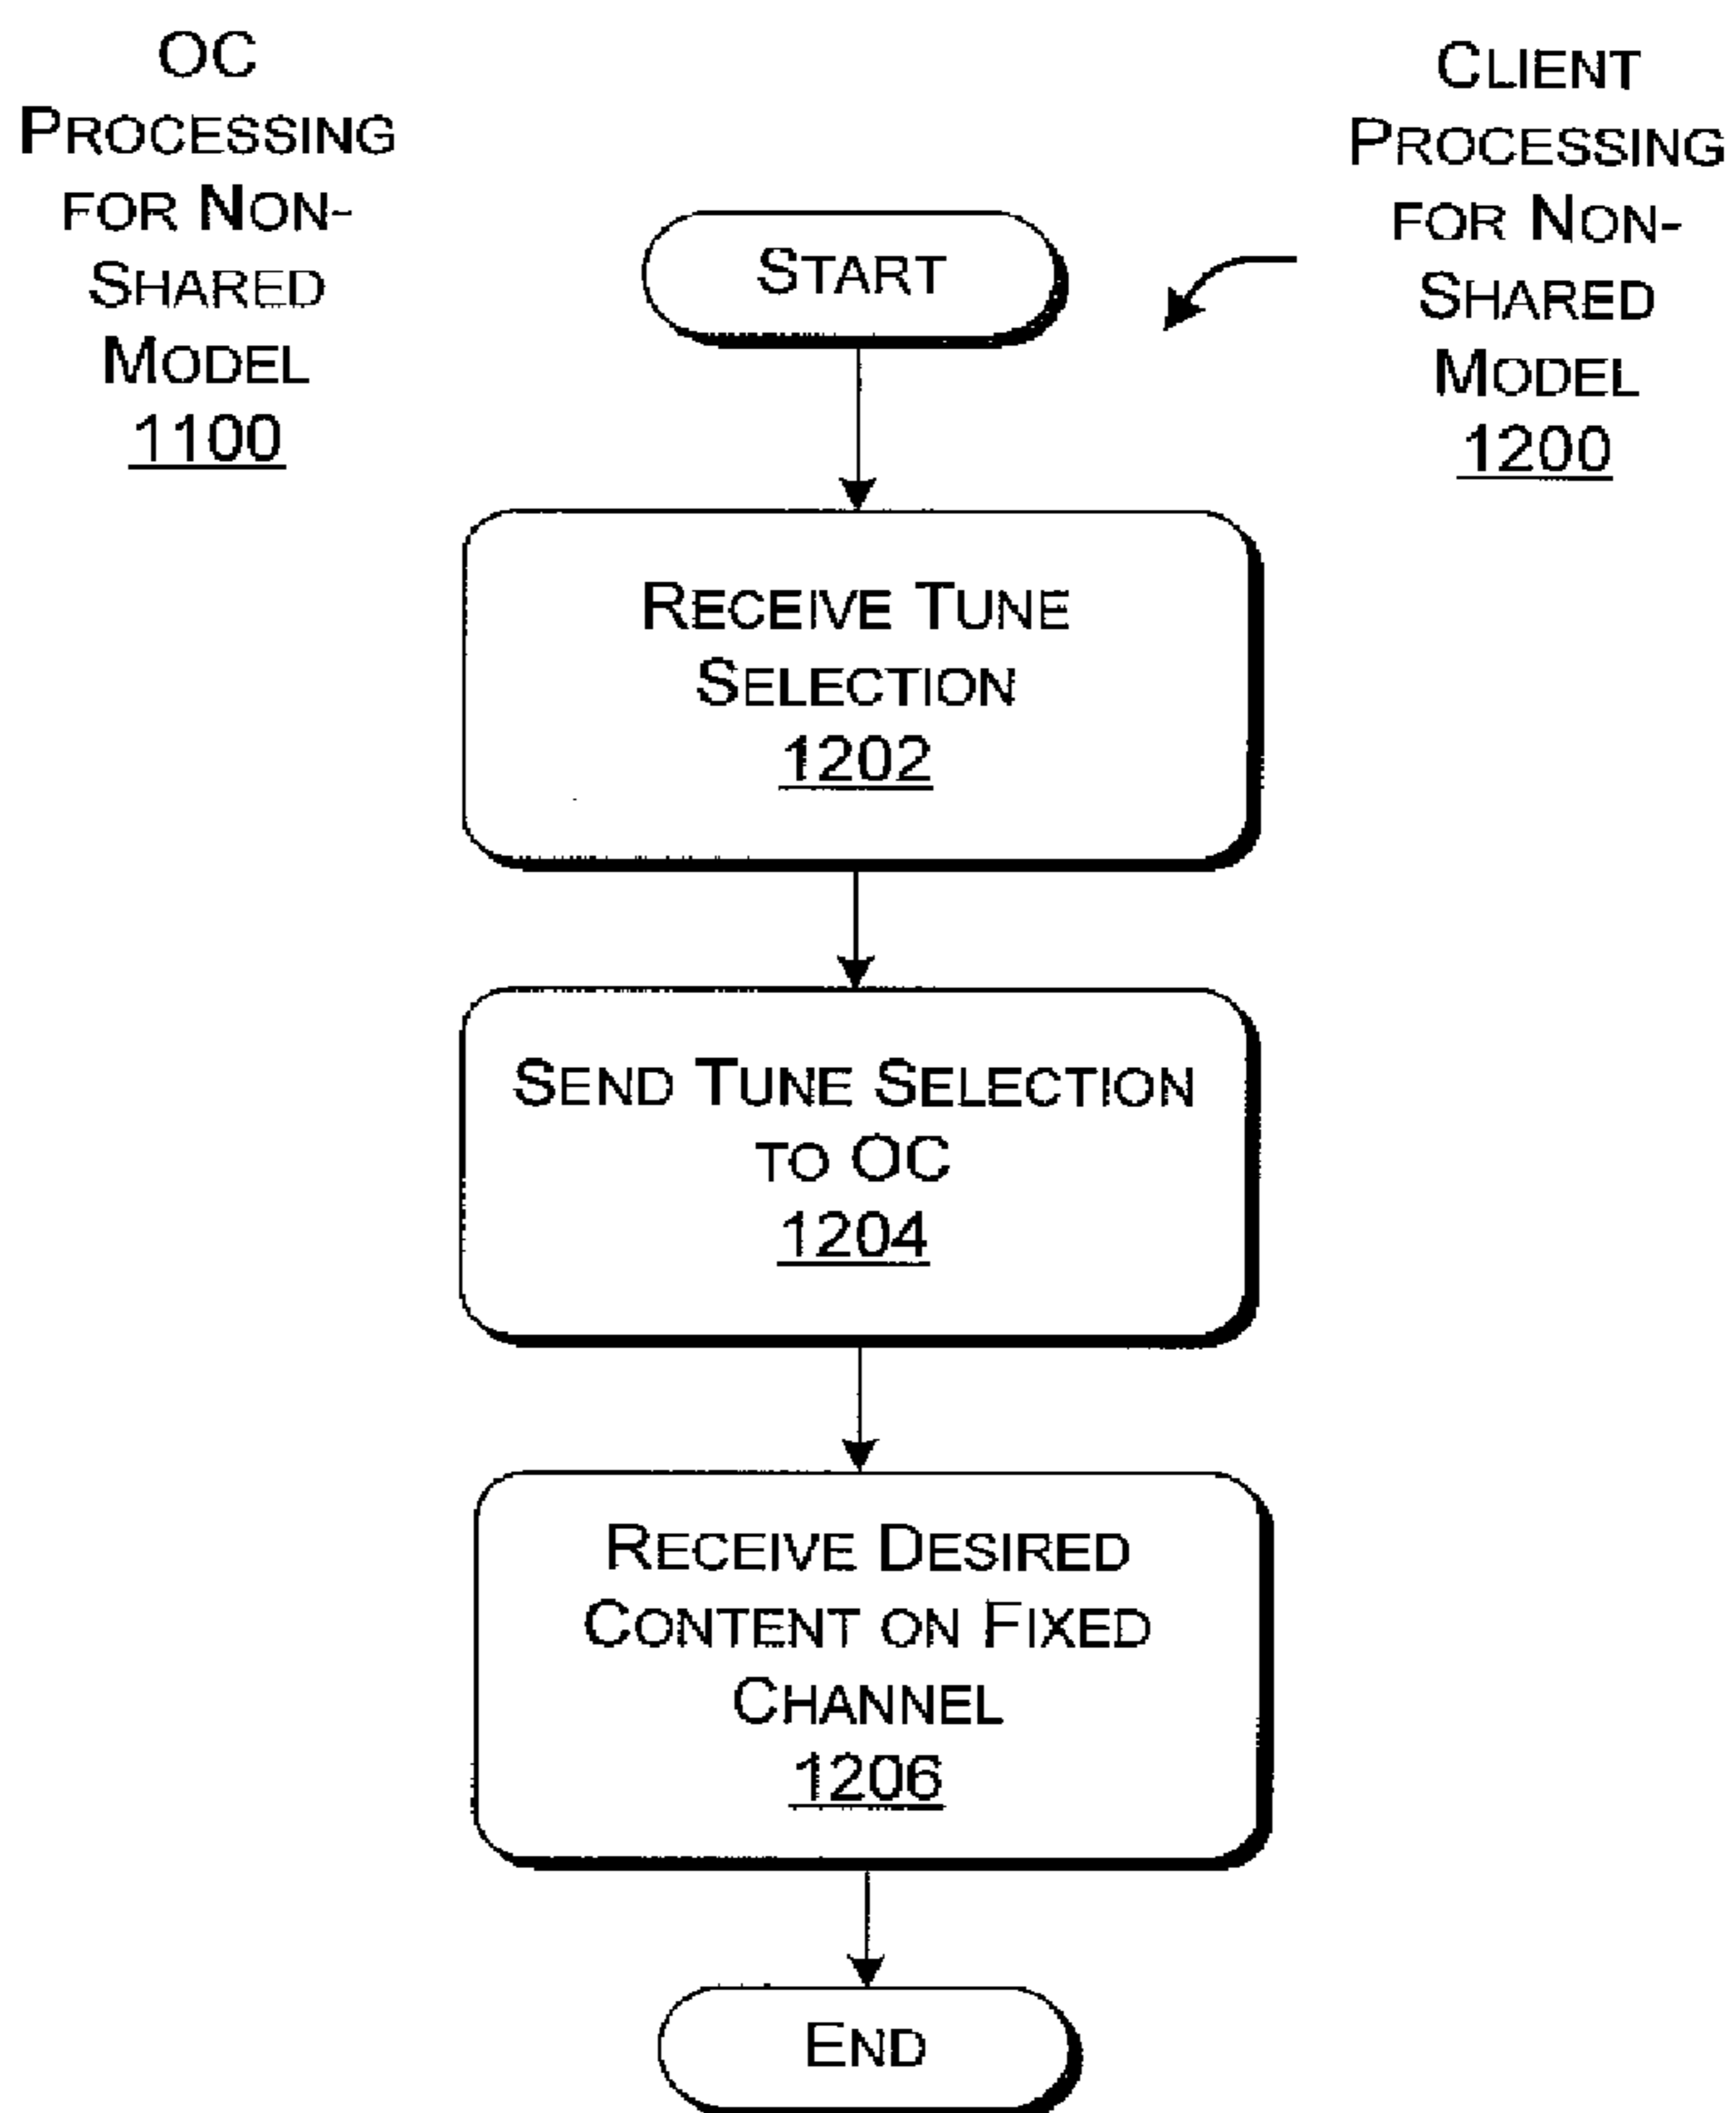 OC
PROCESSING
FOR NON-
SHARED
MODEL
1100
CLIENT
PROCESSING
FOR NON-
SHARED
MODEL
1200
START
RECEIVE TUNE
SELECTION
1202
SEND TUNE SELECTION
TO OC
1204
RECEIVE DESIRED
CONTENT ON FIXED
CHANNEL
1206
END